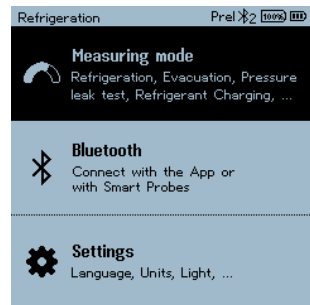 Refrigeration Prel 2 100%
Measuring mode
Refrigeration, Evacuation, Pressure
leak test, Refrigerant Charging, ...
Bluetooth
Connect with the App or
with Smart Probes
Settings
Language, Units, Light, ...